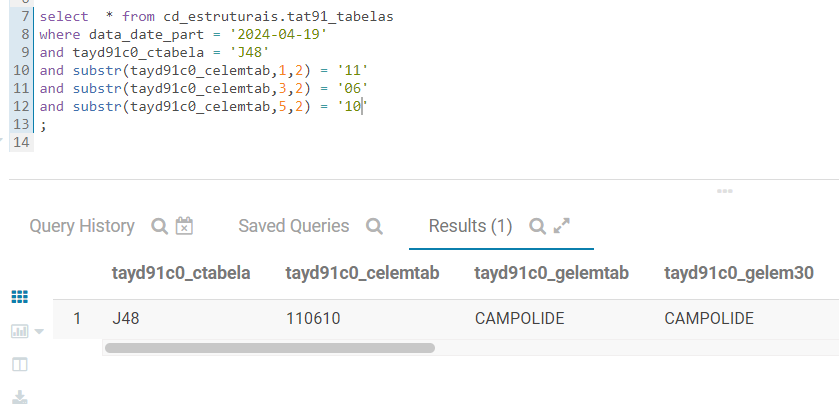 7 select  * from cd_estruturais.tat91_tabelas
8 where data_date_part = '2024-04-19'
9 and tayd91c0_ctabela = 'J48'
10 and substr(tayd91c0_celemtab,1,2) = '11'
11 and substr(tayd91c0_celemtab,3,2) = '06'
12 and substr(tayd91c0_celemtab,5,2) = '10'
13 ;
14
Query History Saved Queries Results (1)
tayd91c0_ctabela tayd91c0_celemtab tayd91c0_gelemtab tayd91c0_gelem30
1 J48 110610 CAMPOLIDE CAMPOLIDE